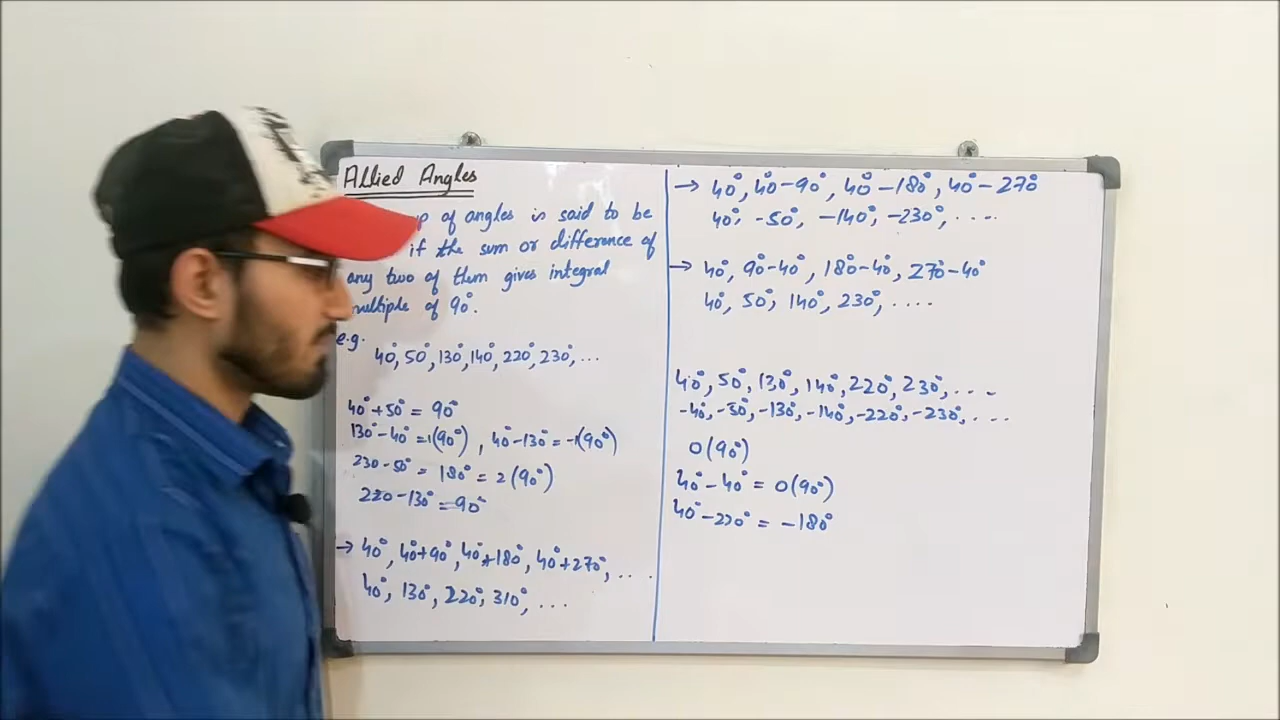 Allied Angles
of angles is said to be
if the sum or difference of
any two of them gives integral
multiple of 90°.
e.g.
40°, 50°, 130°, 140°, 220°, 230°, ...
40° + 50° = 90°
130° - 40° = 1(90°) , 40° - 130° = -1(90°)
230 - 50° = 180° = 2(90°)
220 - 130° = 90°
→ 40°, 40°+90°, 40°+180°, 40°+270°, ....
40°, 130°, 220°, 310°, ...
→ 40°, 40°-90°, 40°-180°, 40°-270°
40°, -50°, -140°, -230°, ....
→ 40°, 90°-40°, 180°-40°, 270°-40°
40°, 50°, 140°, 230°, ....
40°, 50°, 130°, 140°, 220°, 230°, ....
-40°, -50°, -130°, -140°, -220°, -230°, ....
0(90°)
40° - 40° = 0(90°)
40° - 220° = -180°